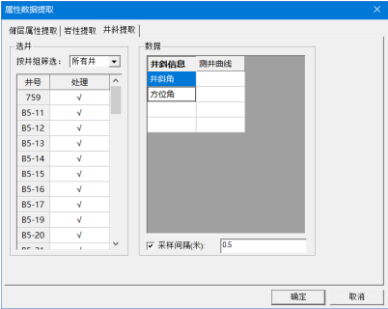 属性数据提取
储层属性提取 岩性提取 井斜提取
选井
按井组筛选： 所有井
井号 处理
759 √
B5-11 √
B5-12 √
B5-13 √
B5-14 √
B5-15 √
B5-16 √
B5-17 √
B5-19 √
B5-20 √
数据
井斜信息 测井曲线
井斜角
方位角
采样间隔(米): 0.5
确定 取消